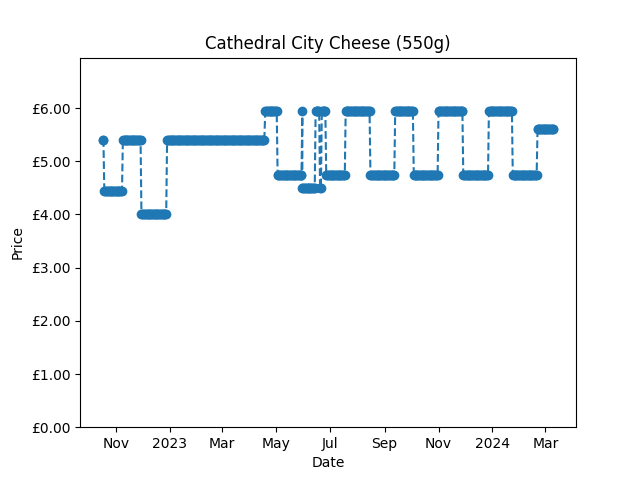 Cathedral City Cheese (550g)
£6.00
£5.00
£4.00
£3.00
£2.00
£1.00
£0.00
Price
Nov 2023 Mar May Jul Sep Nov 2024 Mar
Date